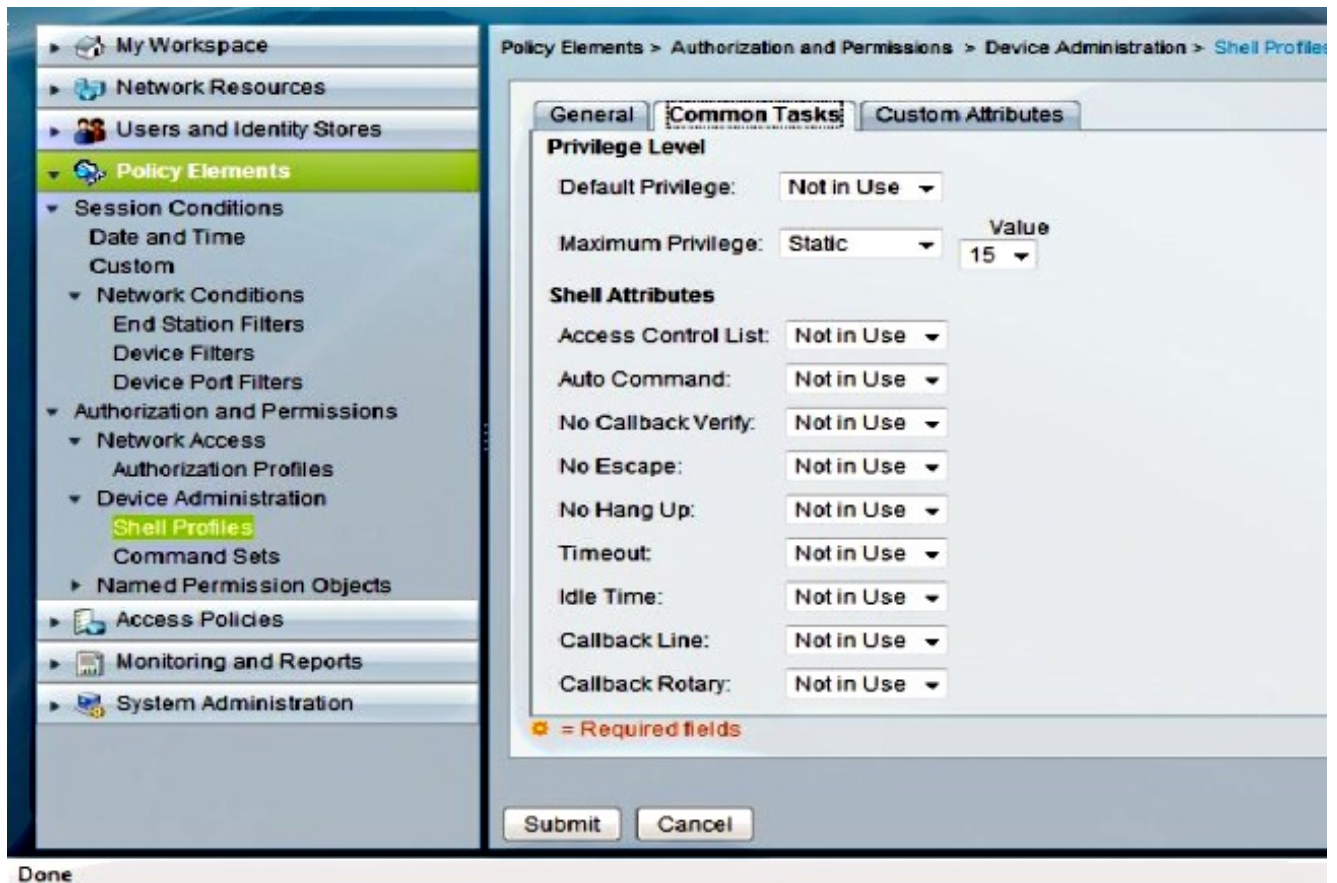 My Workspace
Network Resources
Users and Identity Stores
Policy Elements
Session Conditions
Date and Time
Custom
Network Conditions
End Station Filters
Device Filters
Device Port Filters
Authorization and Permissions
Network Access
Authorization Profiles
Device Administration
Shell Profiles
Command Sets
Named Permission Objects
Access Policies
Monitoring and Reports
System Administration
Policy Elements > Authorization and Permissions > Device Administration > Shell Profiles
General Common Tasks Custom Attributes
Privilege Level
Default Privilege: Not in Use
Value
Maximum Privilege: Static 15
Shell Attributes
Access Control List: Not in Use
Auto Command: Not in Use
No Callback Verify: Not in Use
No Escape: Not in Use
No Hang Up: Not in Use
Timeout: Not in Use
Idle Time: Not in Use
Callback Line: Not in Use
Callback Rotary: Not in Use
= Required fields
Submit Cancel
Done